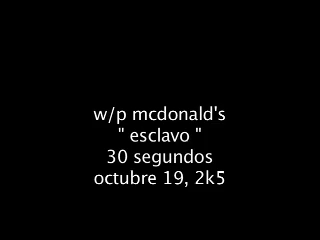 w/p mcdonald's
" esclavo "
30 segundos
octubre 19, 2k5